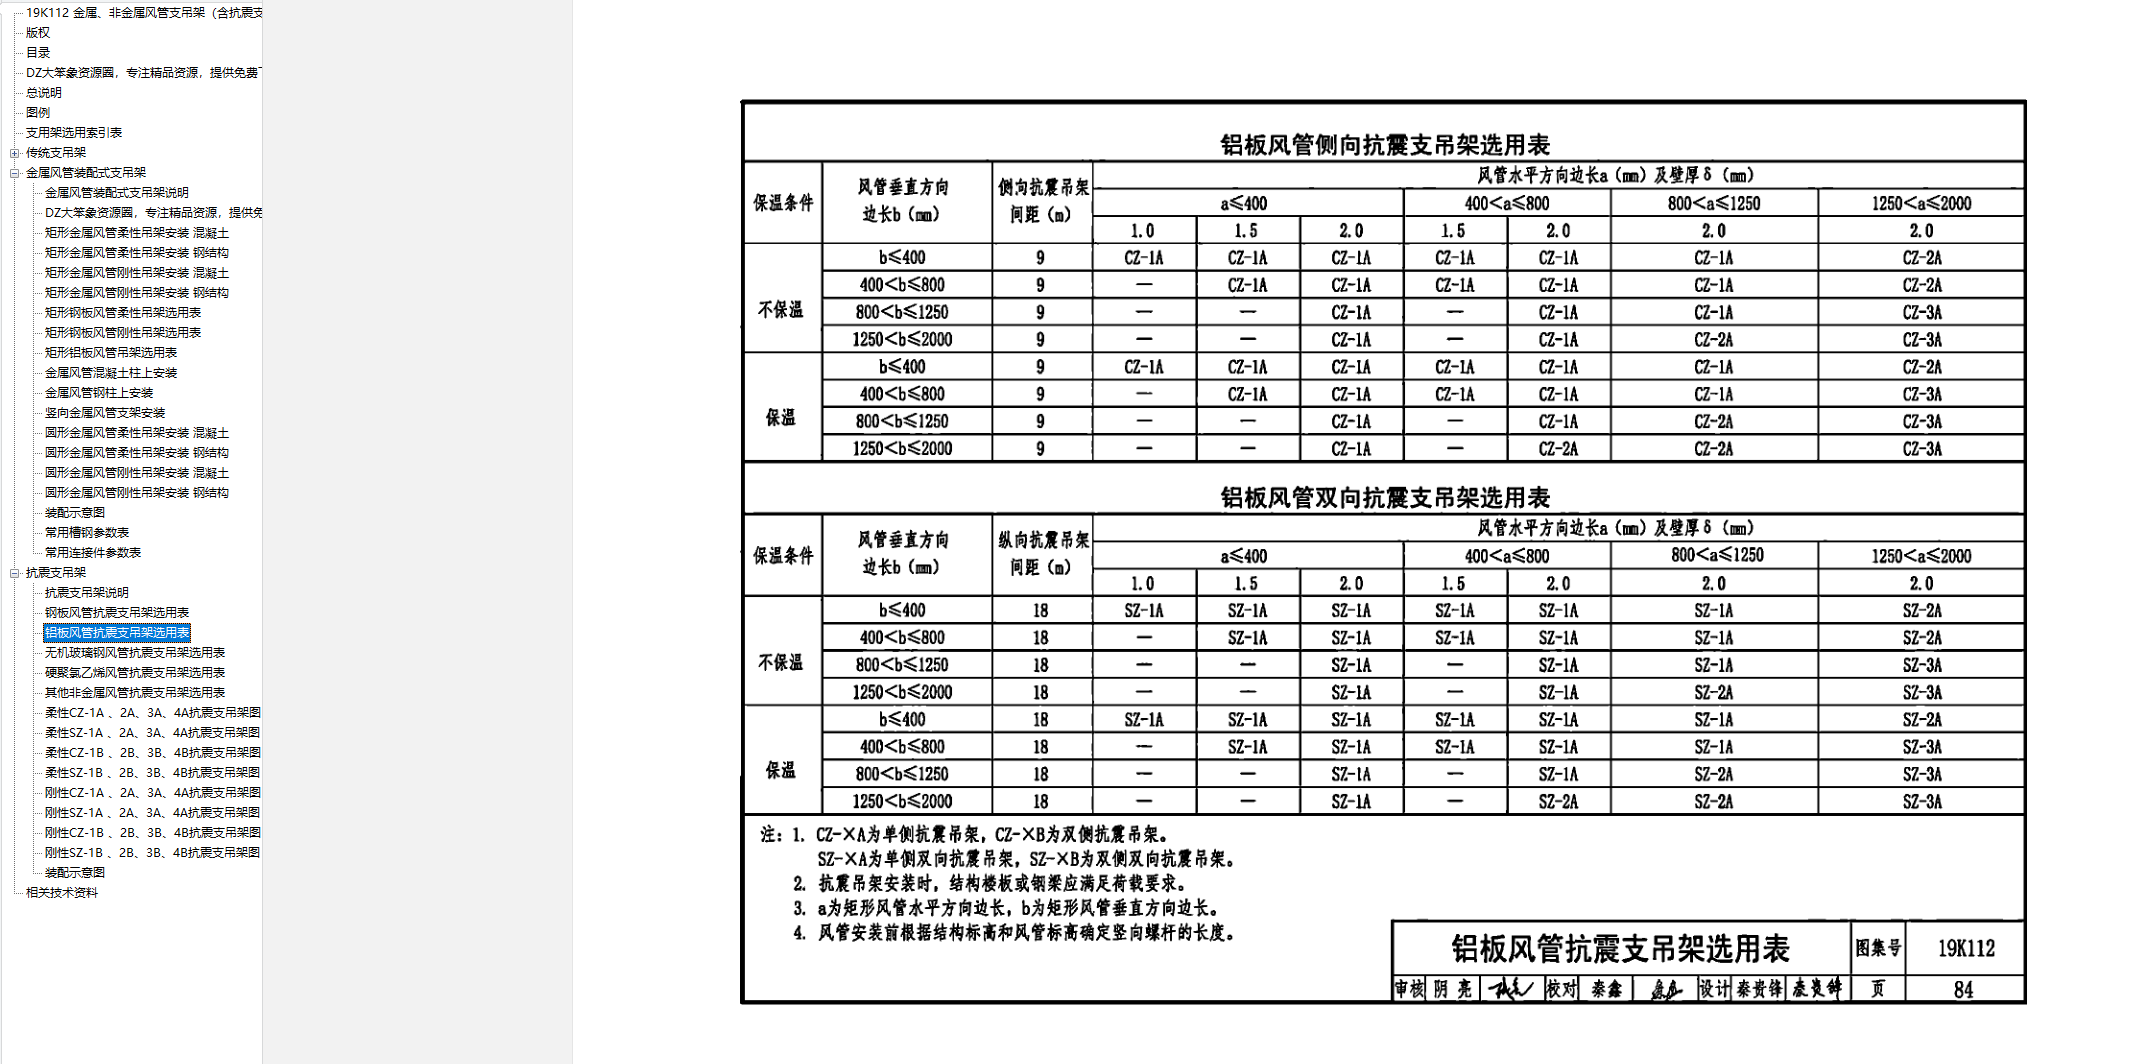 19K112 金属、非金属风管支吊架（含抗震支
版权
目录
DZ大笨象资源圈，专注精品资源，提供免费下
总说明
图例
支用架选用索引表
传统支吊架
金属风管装配式支吊架
金属风管装配式支吊架说明
DZ大笨象资源圈，专注精品资源，提供免
矩形金属风管柔性吊架安装 混凝土
矩形金属风管柔性吊架安装 钢结构
矩形金属风管刚性吊架安装 混凝土
矩形金属风管刚性吊架安装 钢结构
矩形钢板风管柔性吊架选用表
矩形钢板风管刚性吊架选用表
矩形铝板风管吊架选用表
金属风管混凝土柱上安装
金属风管钢柱上安装
竖向金属风管支架安装
圆形金属风管柔性吊架安装 混凝土
圆形金属风管柔性吊架安装 钢结构
圆形金属风管刚性吊架安装 混凝土
圆形金属风管刚性吊架安装 钢结构
装配示意图
常用槽钢参数表
常用连接件参数表
抗震支吊架
抗震支吊架说明
钢板风管抗震支吊架选用表
铝板风管抗震支吊架选用表
无机玻璃钢风管抗震支吊架选用表
硬聚氯乙烯风管抗震支吊架选用表
其他非金属风管抗震支吊架选用表
柔性CZ-1A 、2A、3A、4A抗震支吊架图
柔性SZ-1A 、2A、3A、4A抗震支吊架图
柔性CZ-1B 、2B、3B、4B抗震支吊架图
柔性SZ-1B 、2B、3B、4B抗震支吊架图
刚性CZ-1A 、2A、3A、4A抗震支吊架图
刚性SZ-1A 、2A、3A、4A抗震支吊架图
刚性CZ-1B 、2B、3B、4B抗震支吊架图
刚性SZ-1B 、2B、3B、4B抗震支吊架图
装配示意图
相关技术资料
铝板风管侧向抗震支吊架选用表
保温条件 风管垂直方向边长b（mm） 侧向抗震吊架间距（m） 风管水平方向边长a（mm）及壁厚δ（mm）
a≤400 400<a≤800 800<a≤1250 1250<a≤2000
1.0 1.5 2.0 1.5 2.0 2.0 2.0
不保温 b≤400 9 CZ-1A CZ-1A CZ-1A CZ-1A CZ-1A CZ-1A CZ-2A
400<b≤800 9 — CZ-1A CZ-1A CZ-1A CZ-1A CZ-1A CZ-2A
800<b≤1250 9 — — CZ-1A — CZ-1A CZ-1A CZ-3A
1250<b≤2000 9 — — CZ-1A — CZ-1A CZ-2A CZ-3A
保温 b≤400 9 CZ-1A CZ-1A CZ-1A CZ-1A CZ-1A CZ-1A CZ-2A
400<b≤800 9 — CZ-1A CZ-1A CZ-1A CZ-1A CZ-1A CZ-3A
800<b≤1250 9 — — CZ-1A — CZ-1A CZ-2A CZ-3A
1250<b≤2000 9 — — CZ-1A — CZ-2A CZ-2A CZ-3A
铝板风管双向抗震支吊架选用表
保温条件 风管垂直方向边长b（mm） 纵向抗震吊架间距（m） 风管水平方向边长a（mm）及壁厚δ（mm）
a≤400 400<a≤800 800<a≤1250 1250<a≤2000
1.0 1.5 2.0 1.5 2.0 2.0 2.0
不保温 b≤400 18 SZ-1A SZ-1A SZ-1A SZ-1A SZ-1A SZ-1A SZ-2A
400<b≤800 18 — SZ-1A SZ-1A SZ-1A SZ-1A SZ-1A SZ-2A
800<b≤1250 18 — — SZ-1A — SZ-1A SZ-1A SZ-3A
1250<b≤2000 18 — — SZ-1A — SZ-1A SZ-2A SZ-3A
保温 b≤400 18 SZ-1A SZ-1A SZ-1A SZ-1A SZ-1A SZ-1A SZ-2A
400<b≤800 18 — SZ-1A SZ-1A SZ-1A SZ-1A SZ-1A SZ-3A
800<b≤1250 18 — — SZ-1A — SZ-1A SZ-2A SZ-3A
1250<b≤2000 18 — — SZ-1A — SZ-2A SZ-2A SZ-3A
注：1. CZ-×A为单侧抗震吊架，CZ-×B为双侧抗震吊架。
SZ-×A为单侧双向抗震吊架，SZ-×B为双侧双向抗震吊架。
2. 抗震吊架安装时，结构楼板或钢梁应满足荷载要求。
3. a为矩形风管水平方向边长，b为矩形风管垂直方向边长。
4. 风管安装前根据结构标高和风管标高确定竖向螺杆的长度。
铝板风管抗震支吊架选用表 图集号 19K112
审核 阴亮 校对 秦鑫 设计 秦贵锋 秦贵锋 页 84